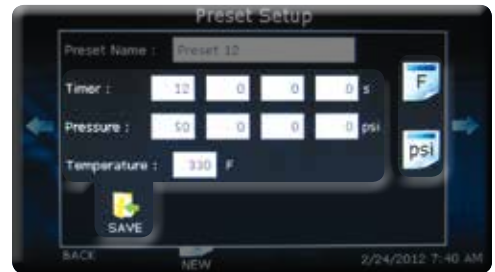 Preset Setup
Preset Name : Preset 12
Timer : 12 0 0 0 s
F
Pressure : 50 0 0 0 psi
psi
Temperature : 330 F
SAVE
BACK NEW 2/24/2012 7:40 AM